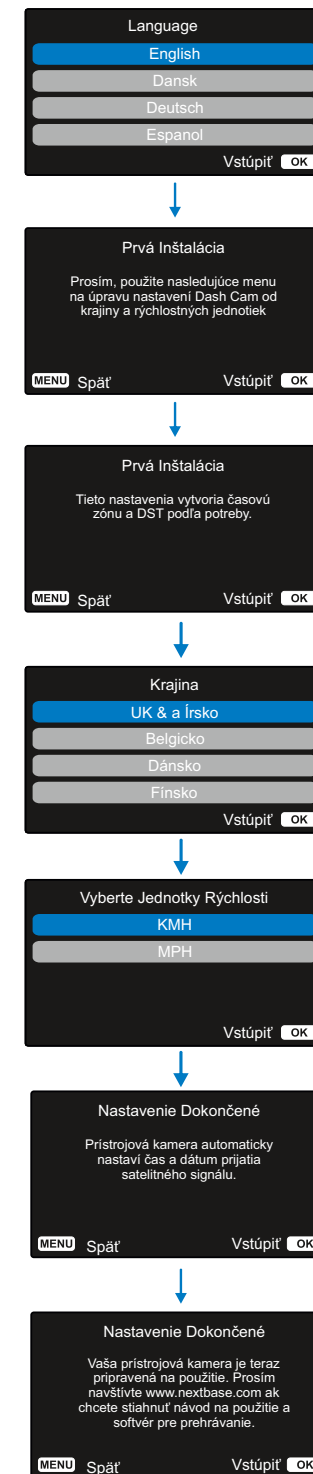 Language
English
Dansk
Deutsch
Espanol
Vstúpiť OK
Prvá Inštalácia
Prosím, použite nasledujúce menu
na úpravu nastavení Dash Cam od
krajiny a rýchlostných jednotiek
MENU Späť Vstúpiť OK
Prvá Inštalácia
Tieto nastavenia vytvoria časovú
zónu a DST podľa potreby.
MENU Späť Vstúpiť OK
Krajina
UK & a Írsko
Belgicko
Dánsko
Fínsko
Vstúpiť OK
Vyberte Jednotky Rýchlosti
KMH
MPH
Vstúpiť OK
Nastavenie Dokončené
Prístrojová kamera automaticky
nastaví čas a dátum prijatia
satelitného signálu.
MENU Späť Vstúpiť OK
Nastavenie Dokončené
Vaša prístrojová kamera je teraz
pripravená na použitie. Prosím
navštívte www.nextbase.com ak
chcete stiahnuť návod na použitie a
softvér pre prehrávanie.
MENU Späť Vstúpiť OK